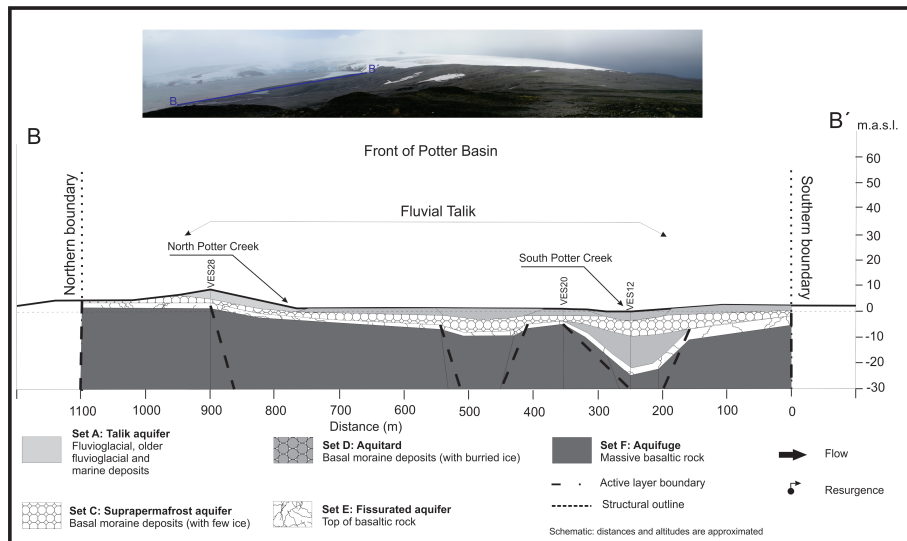 B
B´
B
B´
m.a.s.l.
Front of Potter Basin
Northern boundary
Southern boundary
Fluvial Talik
North Potter Creek
South Potter Creek
VES28
VES20
VES12
60
50
40
30
20
10
0
-10
-20
-30
1100 1000 900 800 700 600 500 400 300 200 100 0
Distance (m)
Set A: Talik aquifer
Fluvioglacial, older
fluvioglacial and
marine deposits
Set D: Aquitard
Basal moraine deposits (with burried ice)
Set F: Aquifuge
Massive basaltic rock
Flow
Active layer boundary
Resurgence
Structural outline
Set C: Suprapermafrost aquifer
Basal moraine deposits (with few ice)
Set E: Fissurated aquifer
Top of basaltic rock
Schematic: distances and altitudes are approximated